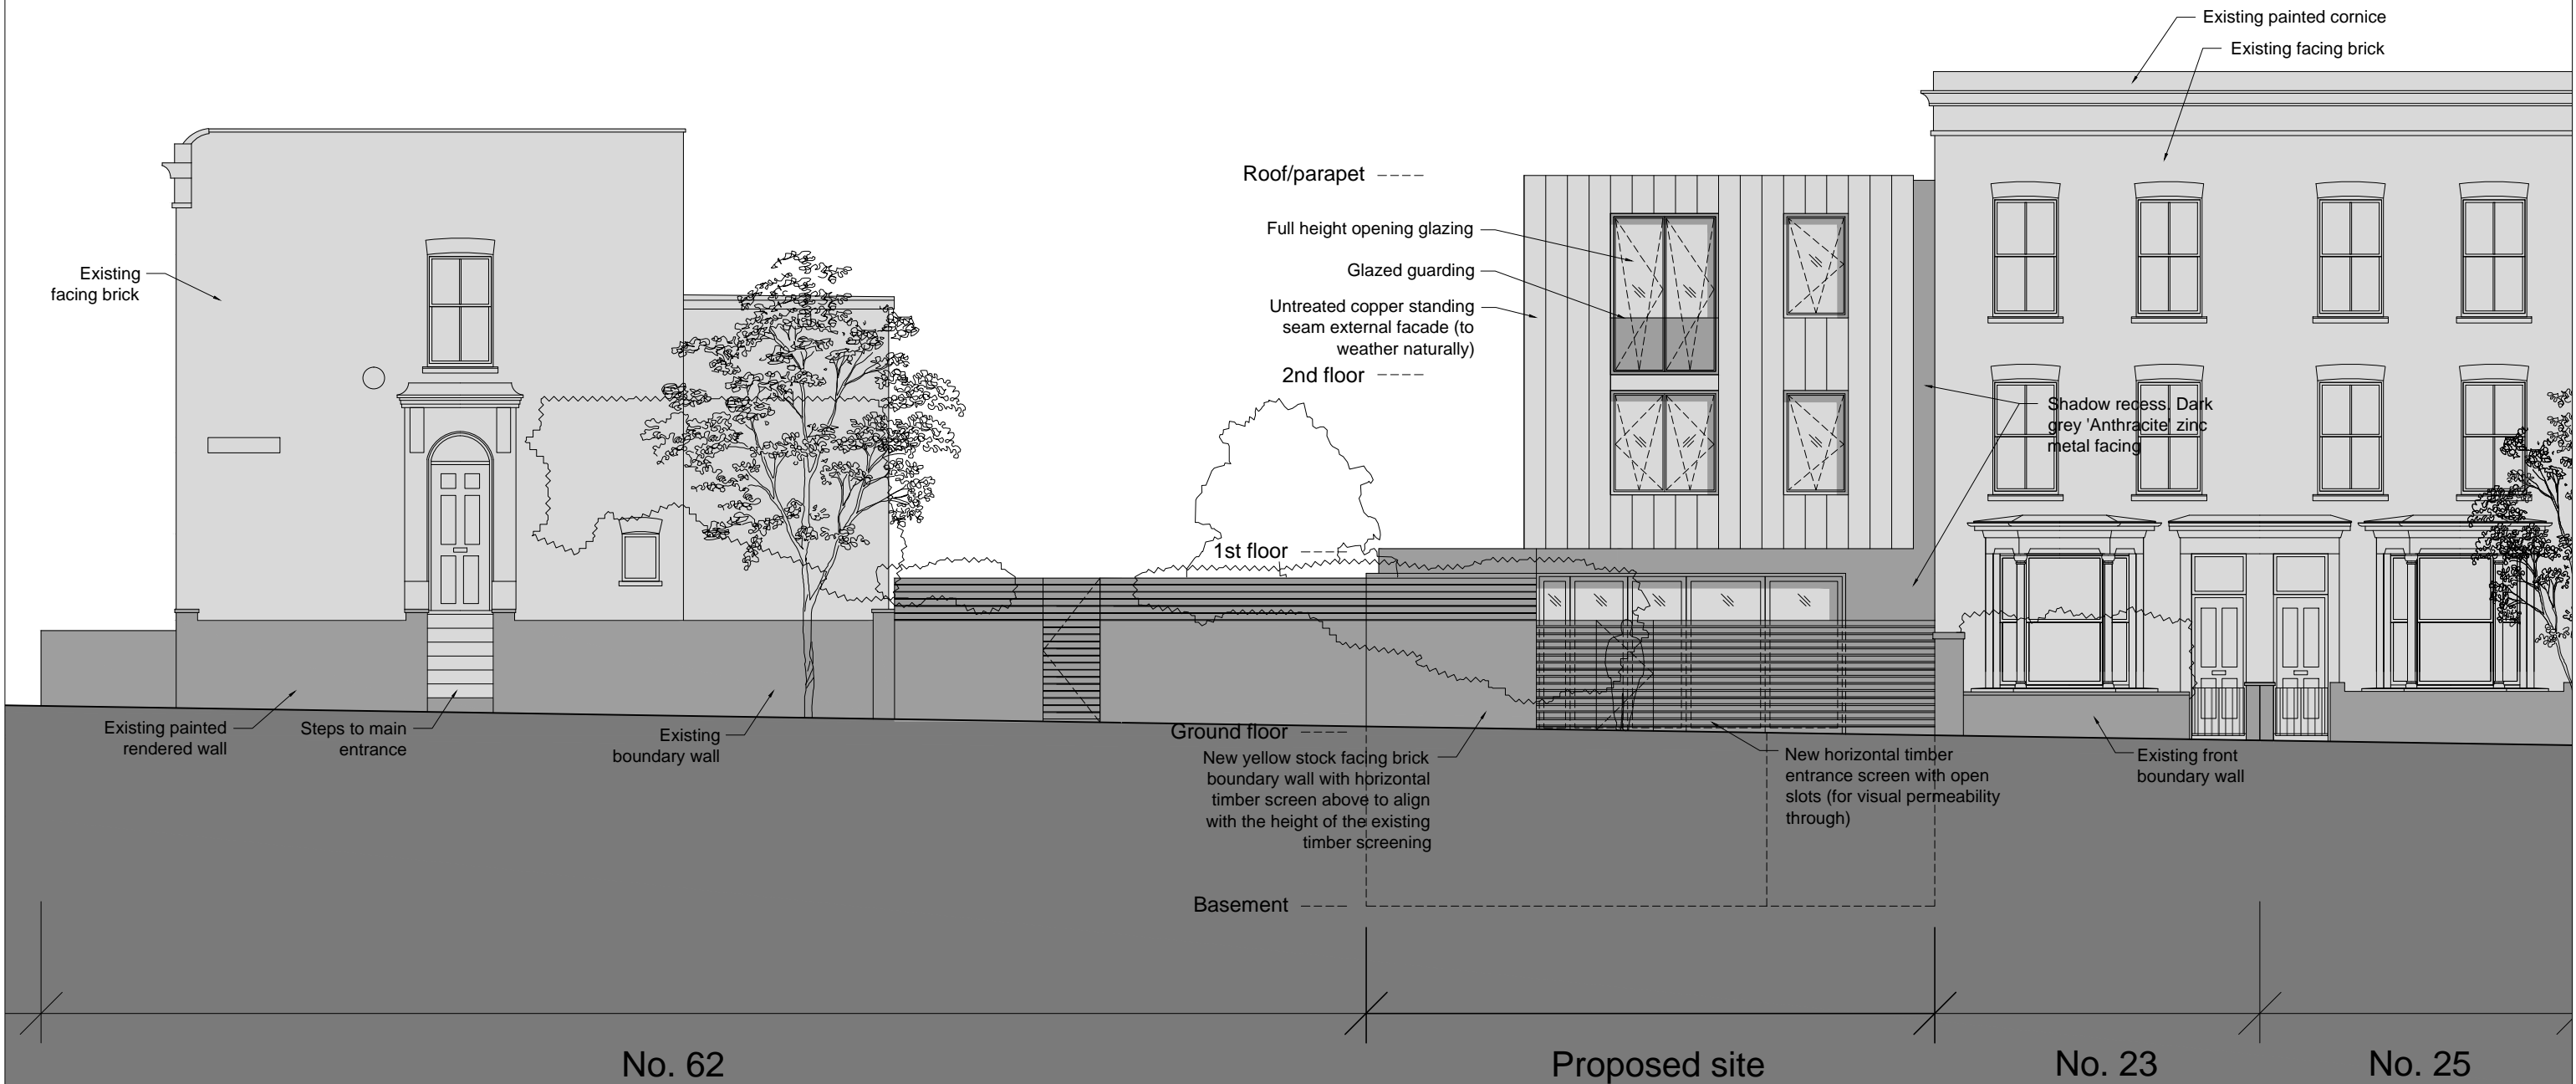 Existing painted cornice
Existing facing brick
Roof/parapet
Full height opening glazing
Glazed guarding
Untreated copper standing
seam external facade (to
weather naturally)
2nd floor
Existing
facing brick
Shadow recess. Dark
grey 'Anthracite' zinc
metal facing
1st floor
Existing painted
rendered wall
Steps to main
entrance
Existing
boundary wall
Ground floor
New yellow stock facing brick
boundary wall with horizontal
timber screen above to align
with the height of the existing
timber screening
New horizontal timber
entrance screen with open
slots (for visual permeability
through)
Existing front
boundary wall
Basement
No. 62
Proposed site
No. 23
No. 25